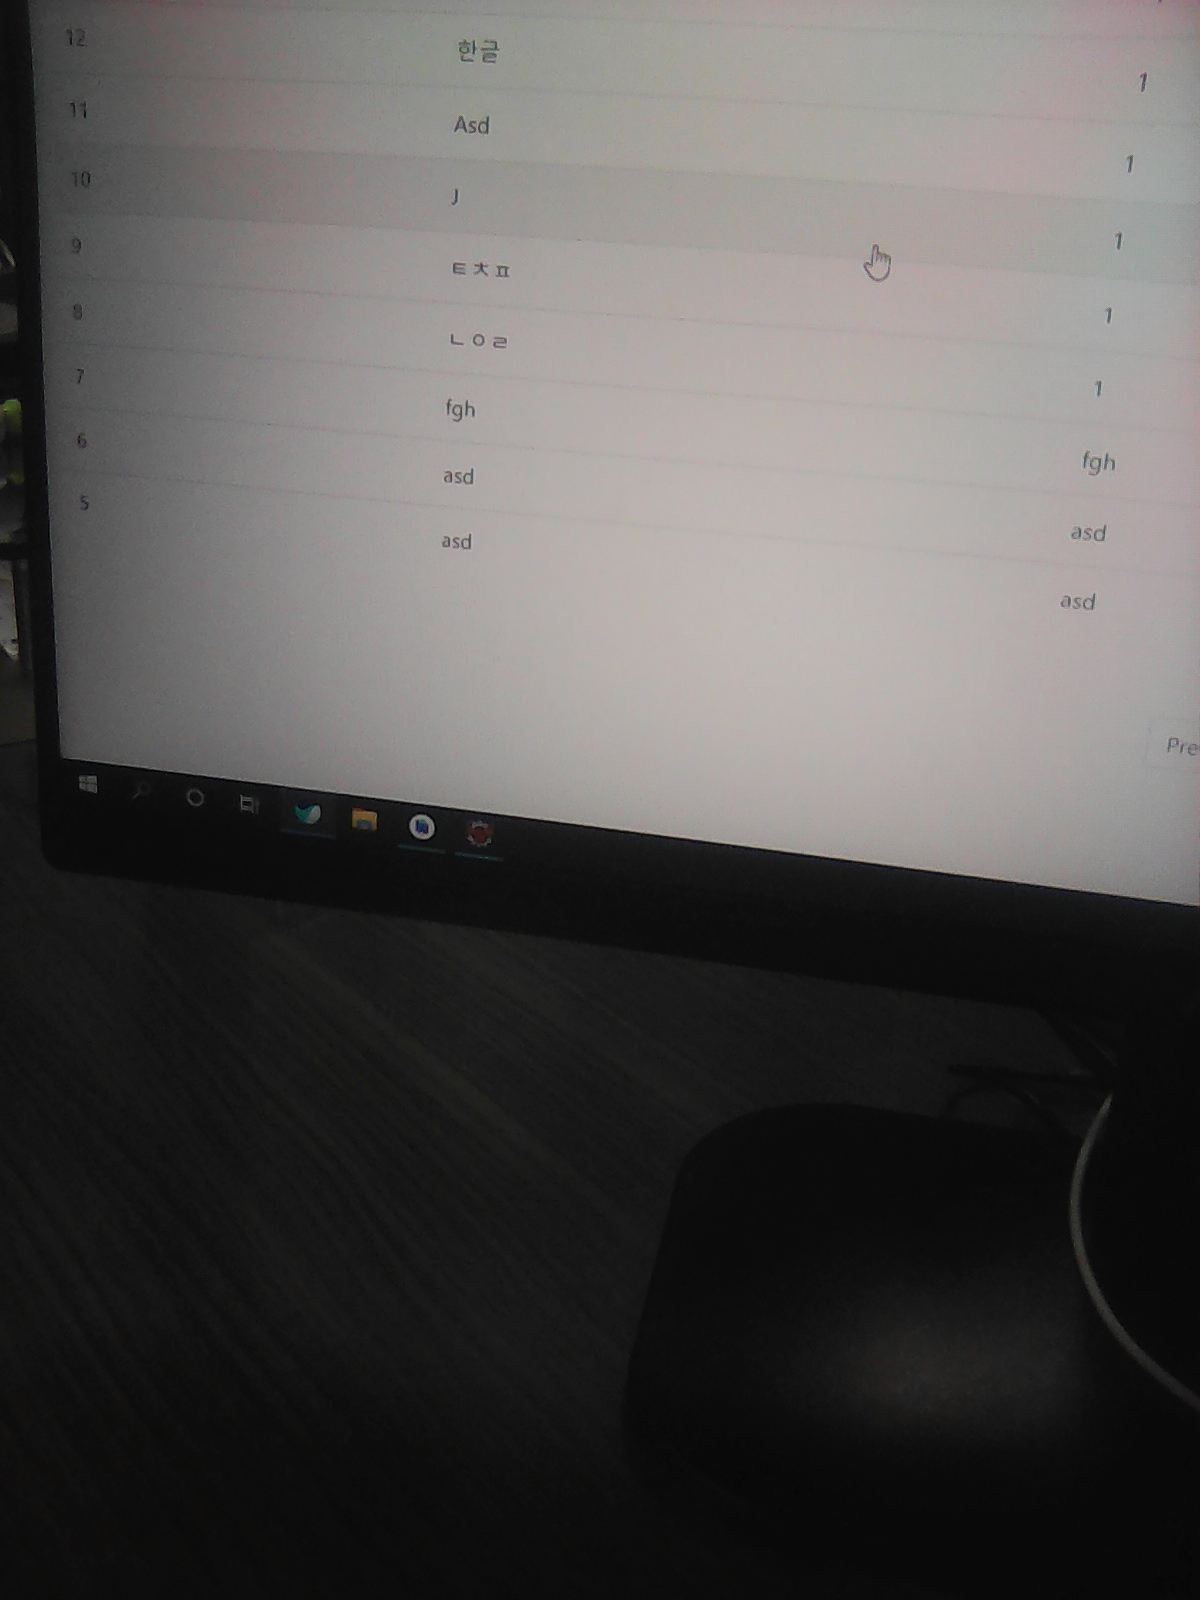 12 한글 1
11 Asd 1
10 J 1
9 ㅌㅊㅍ 1
8 ㄴㅇㄹ 1
7 fgh fgh
6 asd asd
5 asd asd
Pre